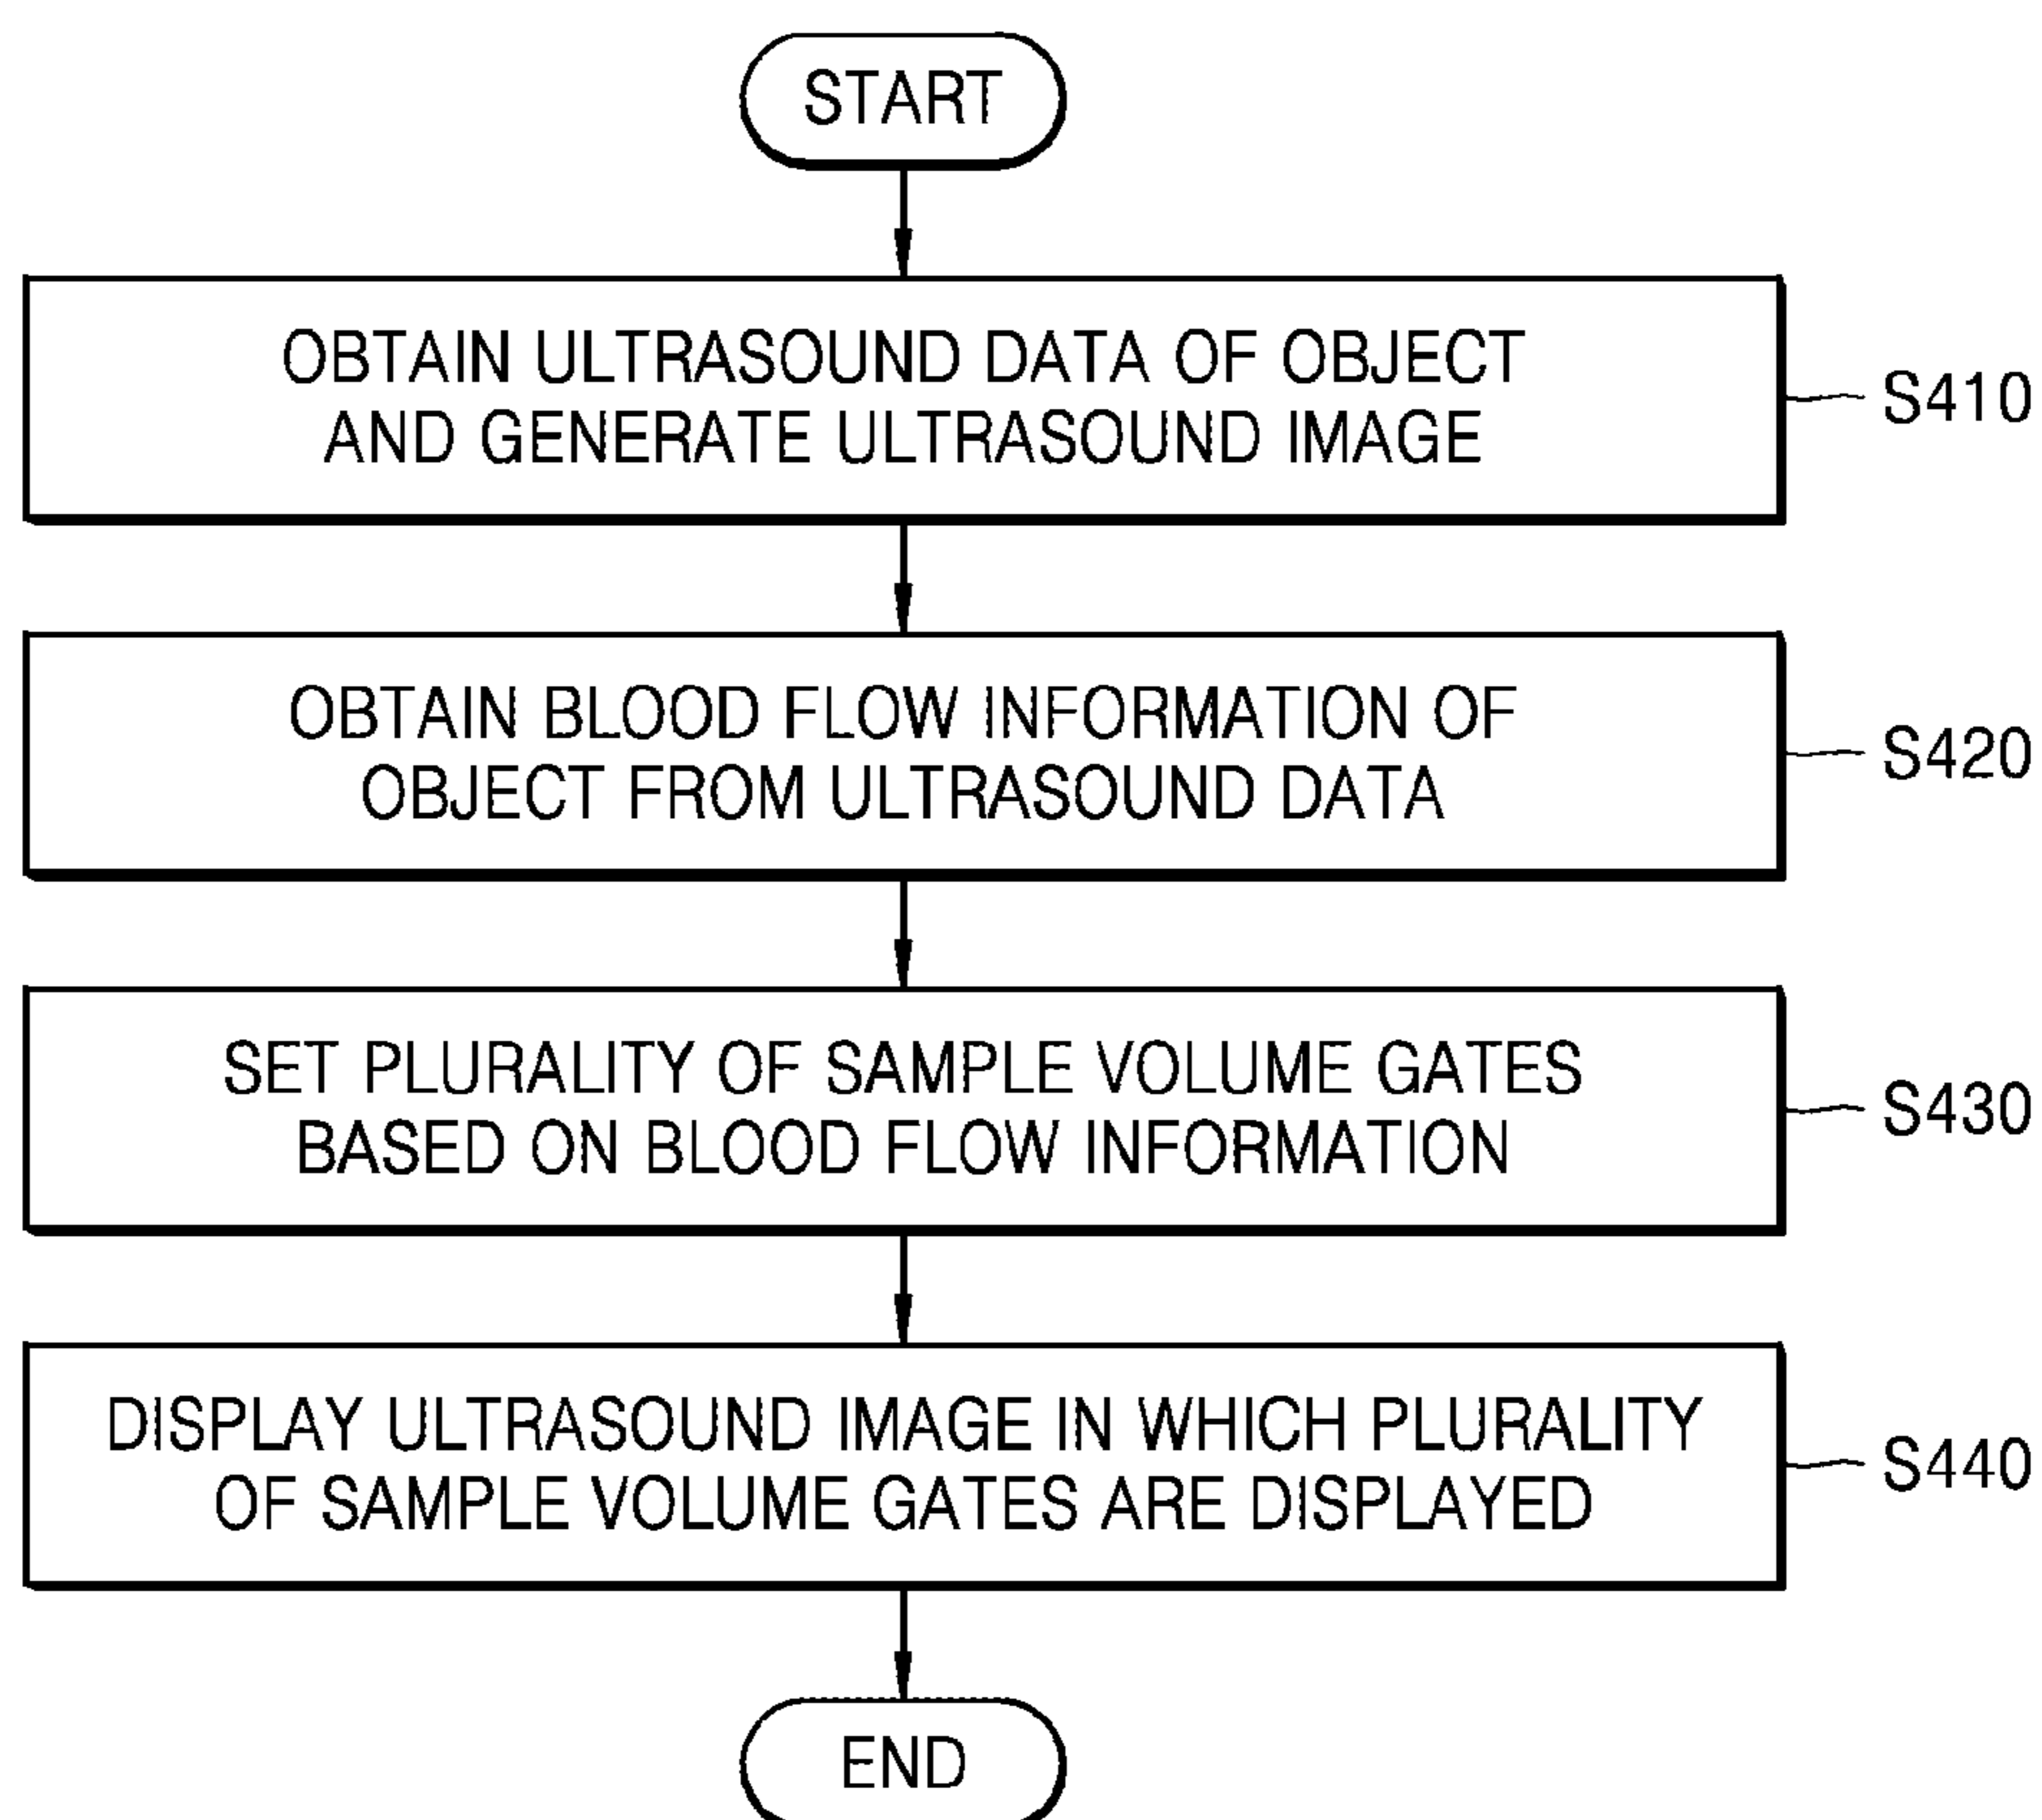 START
OBTAIN ULTRASOUND DATA OF OBJECT
AND GENERATE ULTRASOUND IMAGE
S410
OBTAIN BLOOD FLOW INFORMATION OF
OBJECT FROM ULTRASOUND DATA
S420
SET PLURALITY OF SAMPLE VOLUME GATES
BASED ON BLOOD FLOW INFORMATION
S430
DISPLAY ULTRASOUND IMAGE IN WHICH PLURALITY
OF SAMPLE VOLUME GATES ARE DISPLAYED
S440
END